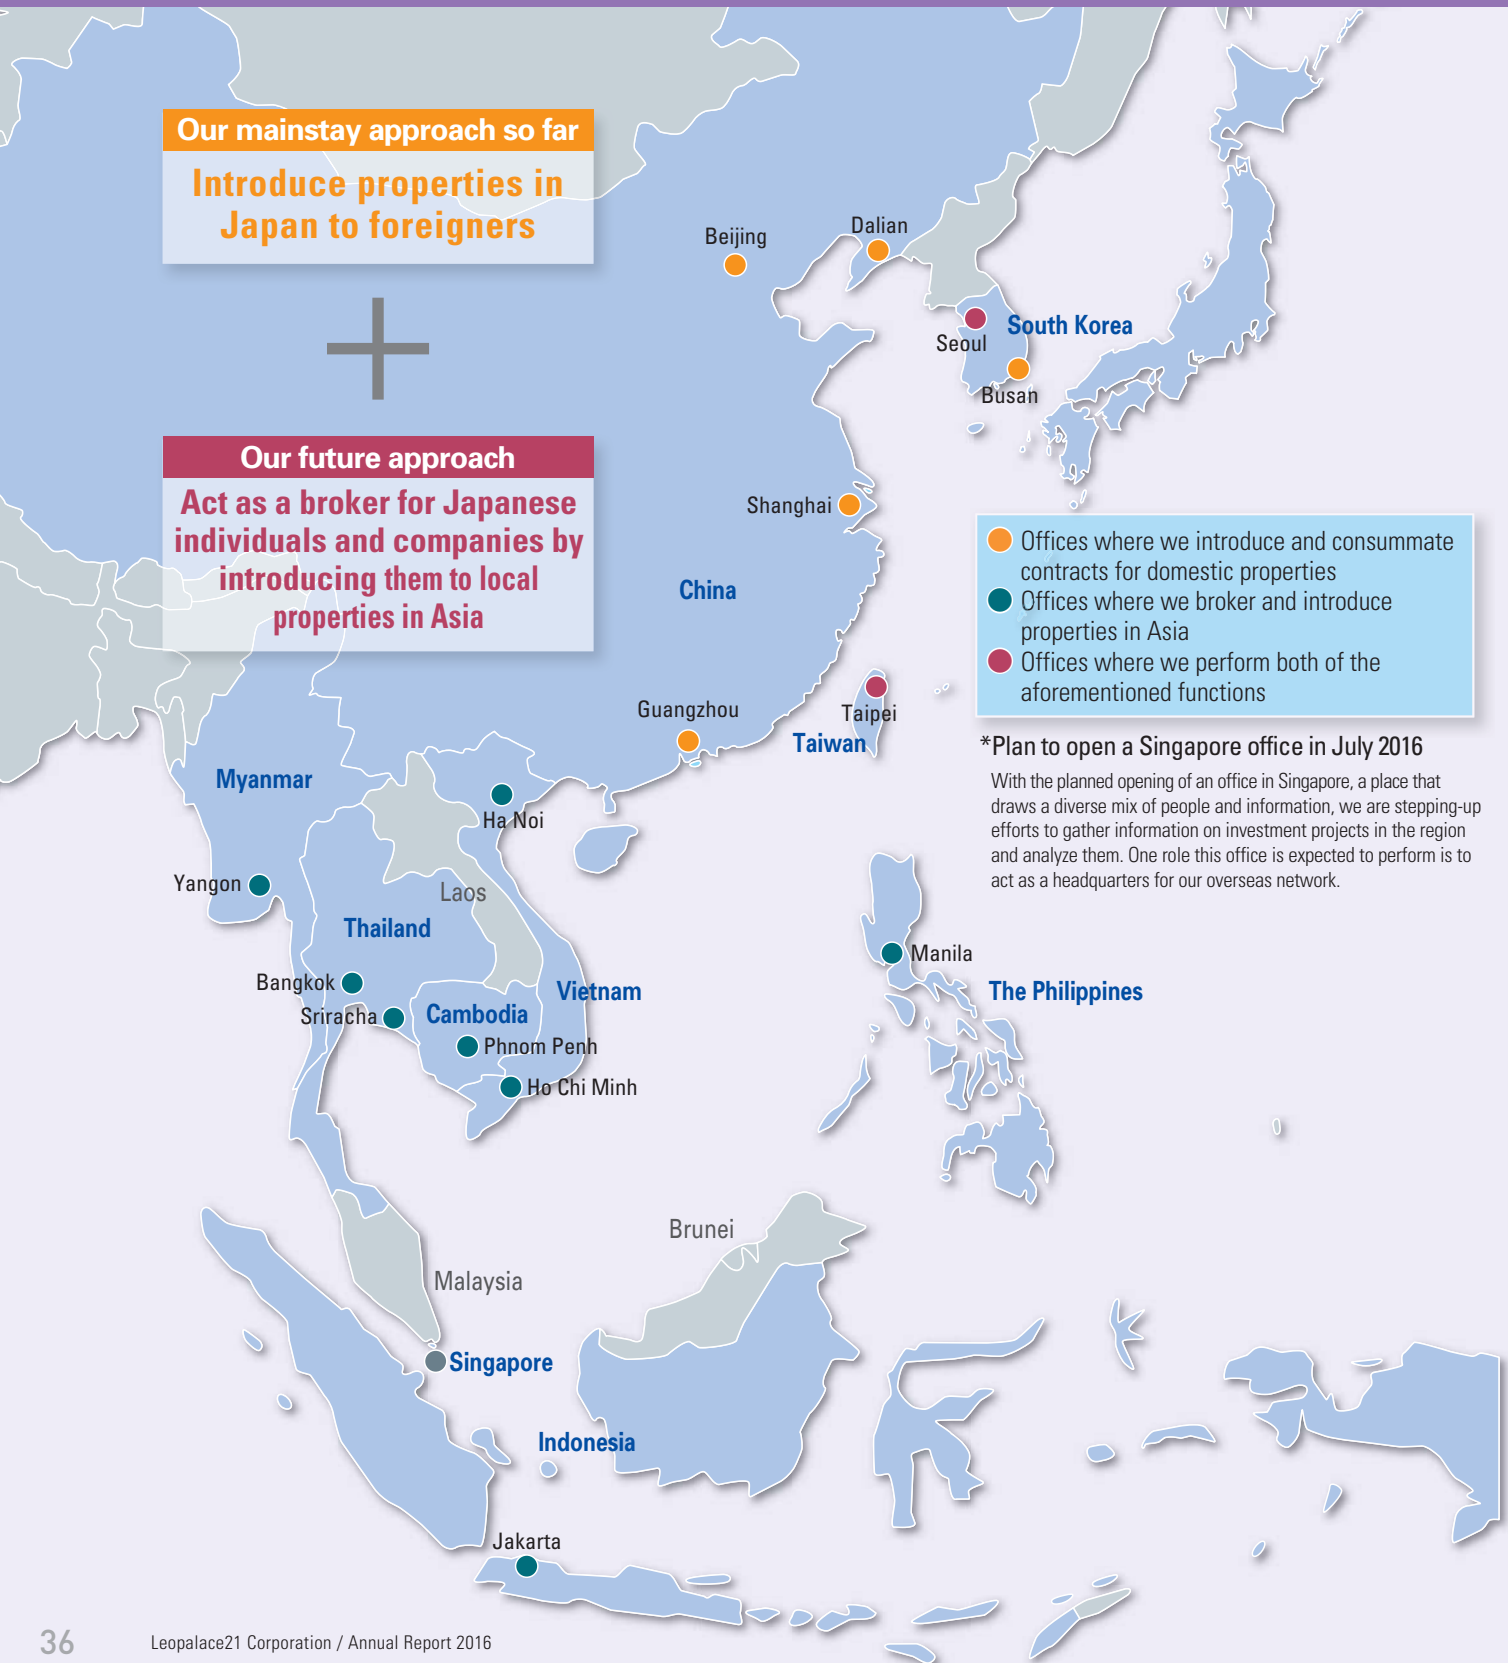 Our mainstay approach so far
Introduce properties in
Japan to foreigners
Our future approach
Act as a broker for Japanese
individuals and companies by
introducing them to local
properties in Asia
Beijing
Dalian
South Korea
Seoul
Busan
Shanghai
China
Guangzhou
Taipei
Taiwan
Offices where we introduce and consummate
contracts for domestic properties
Offices where we broker and introduce
properties in Asia
Offices where we perform both of the
aforementioned functions
*Plan to open a Singapore office in July 2016
With the planned opening of an office in Singapore, a place that
draws a diverse mix of people and information, we are stepping-up
efforts to gather information on investment projects in the region
and analyze them. One role this office is expected to perform is to
act as a headquarters for our overseas network.
Myanmar
Ha Noi
Yangon
Laos
Thailand
Manila
Bangkok
Vietnam
The Philippines
Sriracha
Cambodia
Phnom Penh
Ho Chi Minh
Brunei
Malaysia
Singapore
Indonesia
Jakarta
36
Leopalace21 Corporation / Annual Report 2016